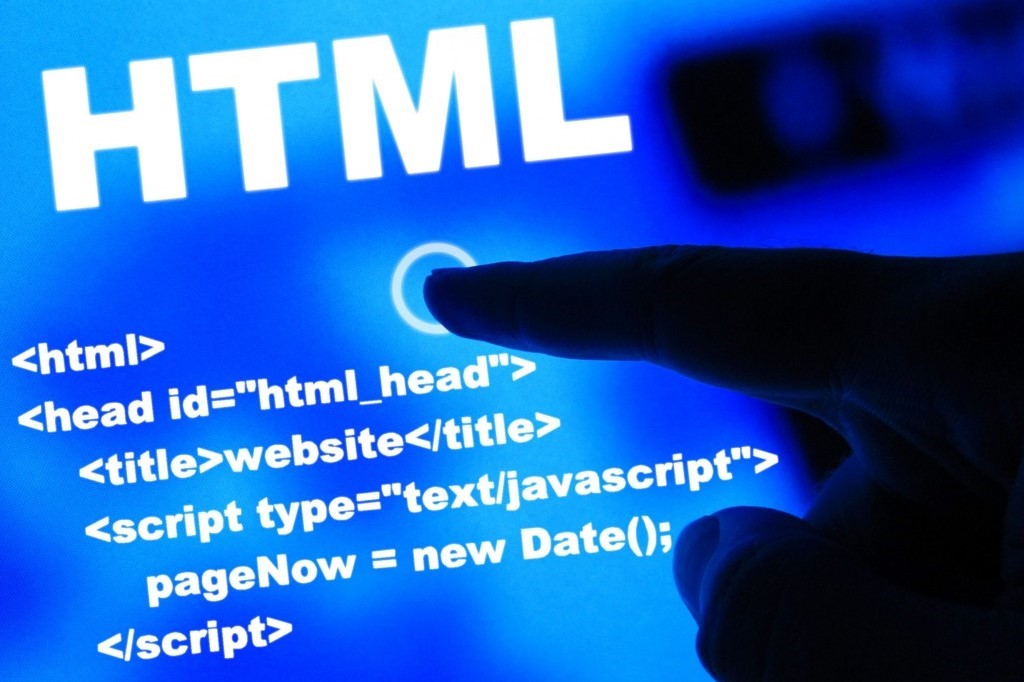 HTML
<html>
<head id="html_head">
<title>website</title>
<script type="text/javascript">
pageNow = new Date();
</script>